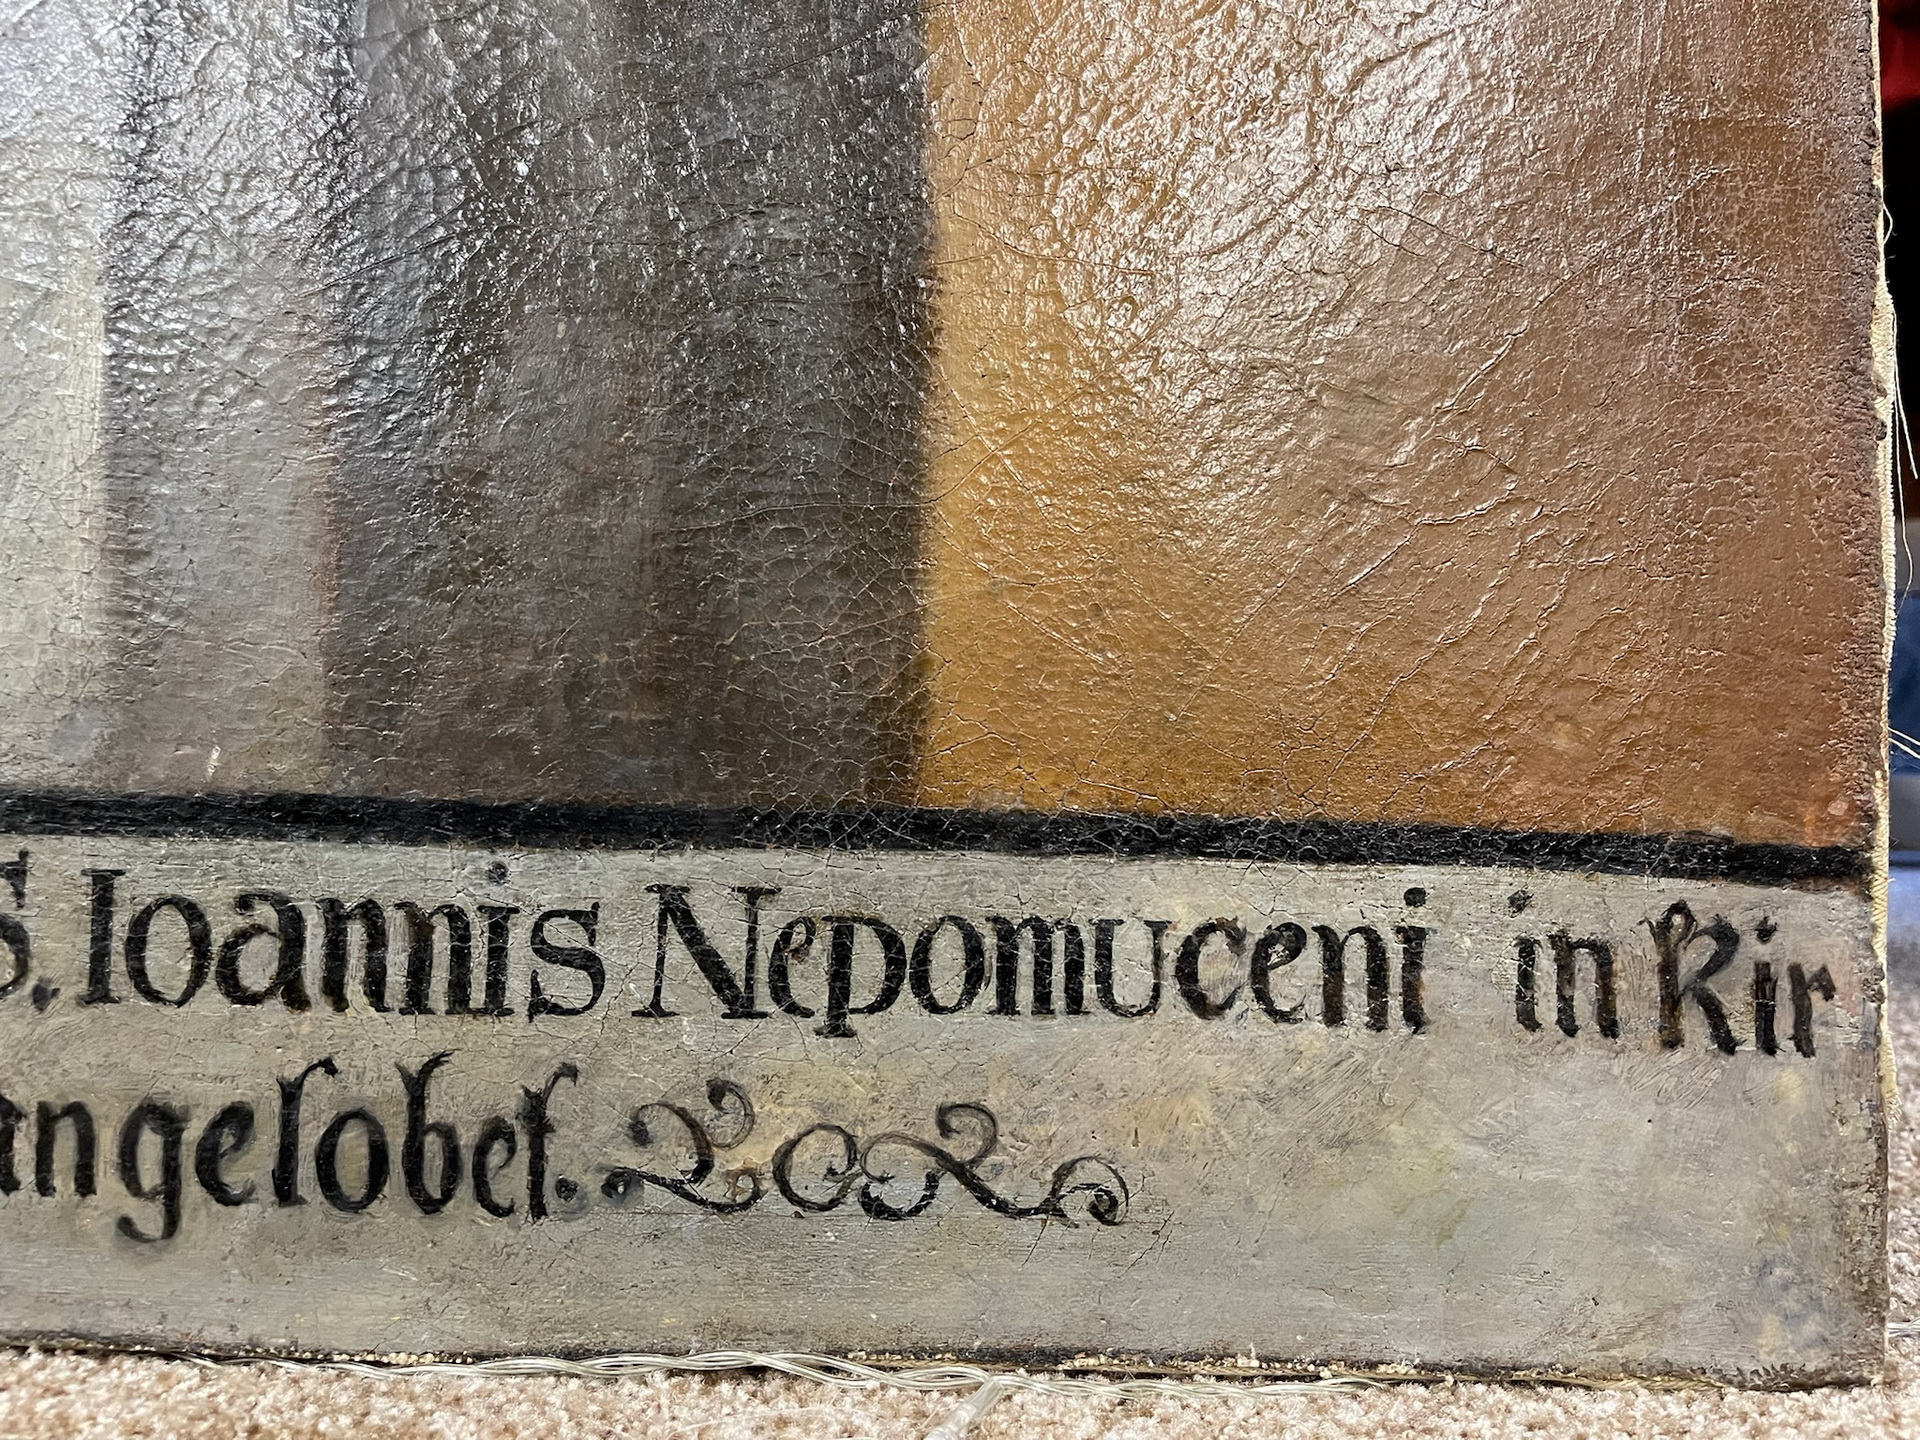 S. Ioannis Nepomuceni in Kir
angelobet.